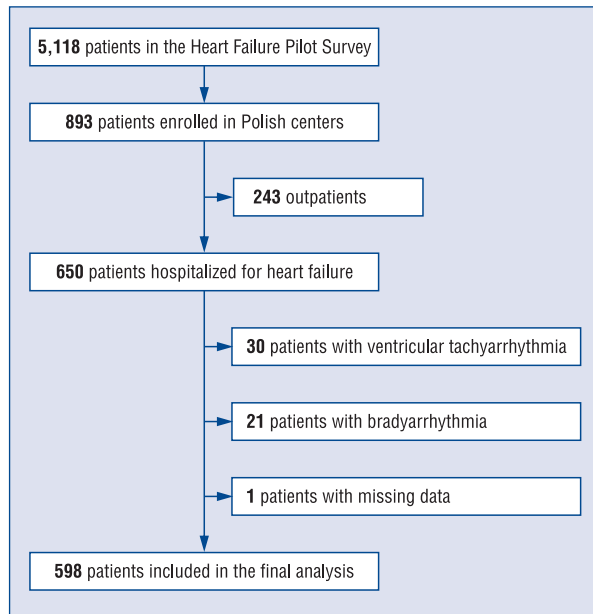 5,118 patients in the Heart Failure Pilot Survey
893 patients enrolled in Polish centers
243 outpatients
650 patients hospitalized for heart failure
30 patients with ventricular tachyarrhythmia
21 patients with bradyarrhythmia
1 patients with missing data
598 patients included in the final analysis